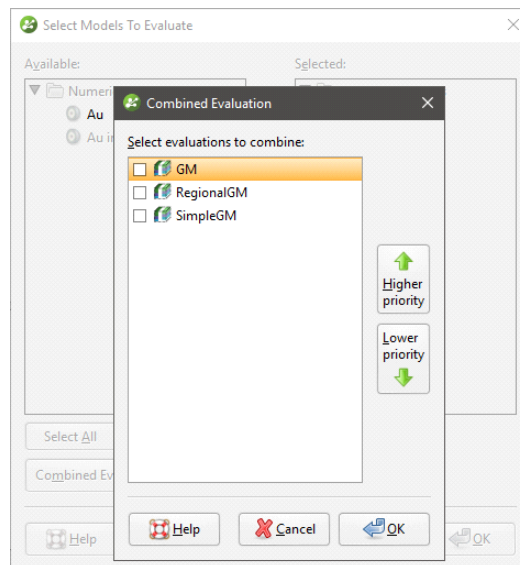 Select Models To Evaluate
Available:
Selected:
Numeri
Au
Au in
Combined Evaluation
Select evaluations to combine:
GM
RegionalGM
SimpleGM
Higher
priority
Lower
priority
Select All
Combined Ev
Help
Cancel
OK
Help
OK